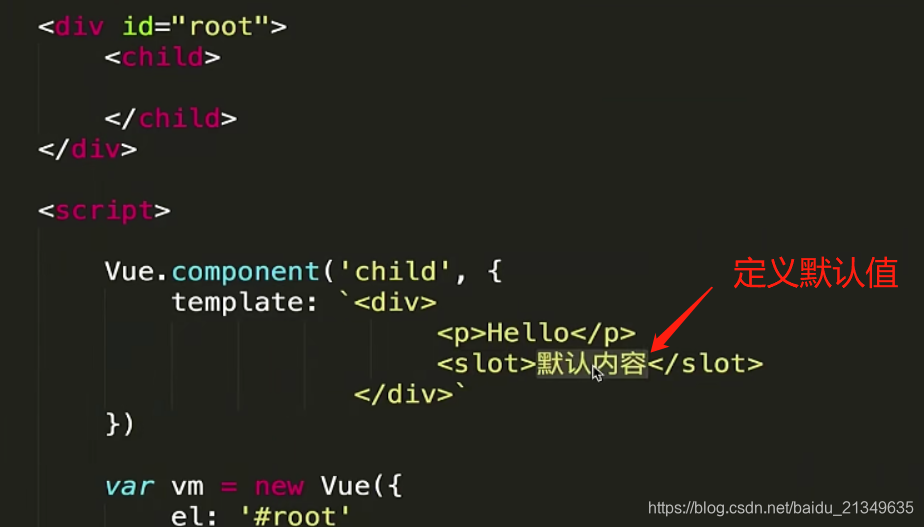 <div id="root">
<child>
</child>
</div>
<script>
Vue.component('child', {
定义默认值
template: `<div>
<p>Hello</p>
<slot>默认内容</slot>
</div>`
})
var vm = new Vue({
el: '#root'
https://blog.csdn.net/baidu_21349635